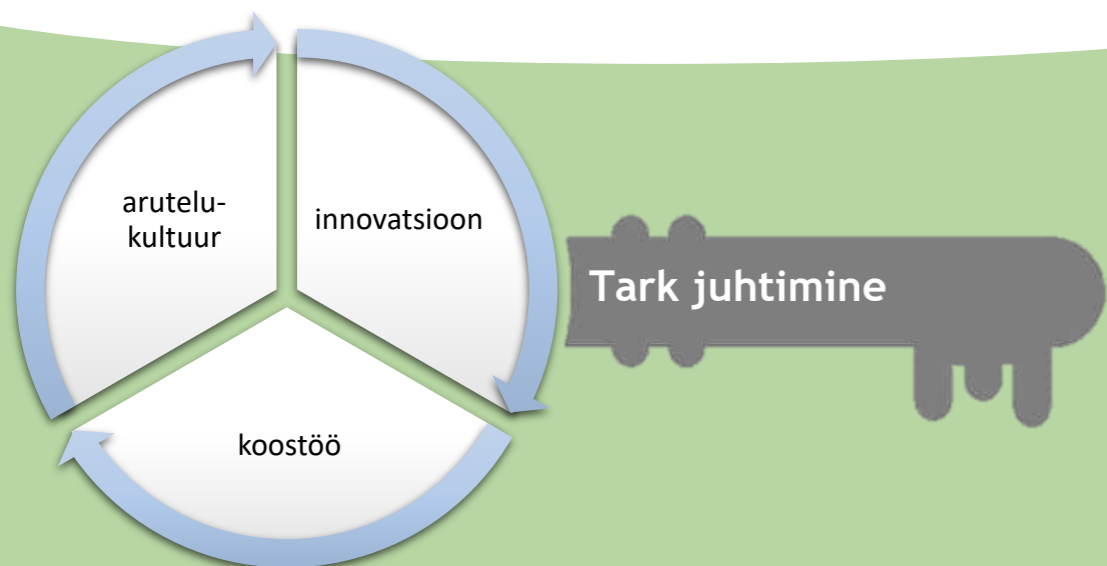 arutelu-
kultuur
innovatsioon
koostöö
Tark juhtimine